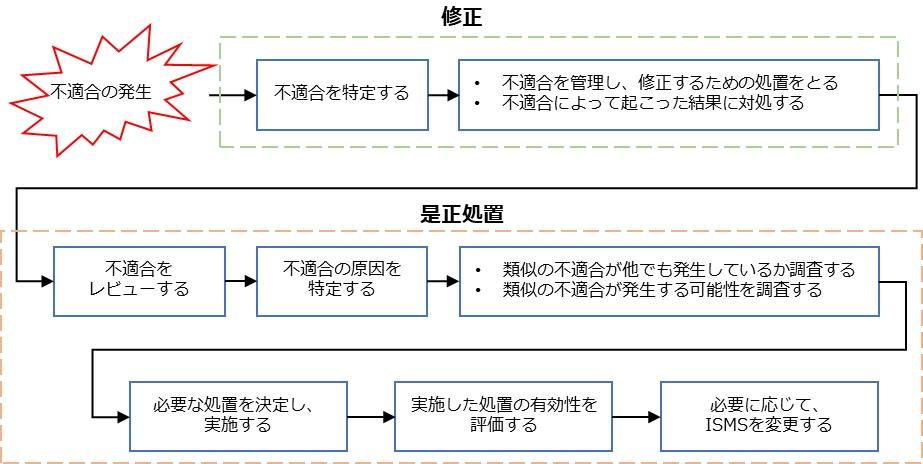 修正
不適合の発生
不適合を特定する
• 不適合を管理し、修正するための処置をとる
• 不適合によって起こった結果に対処する
是正処置
不適合を
レビューする
不適合の原因を
特定する
• 類似の不適合が他でも発生しているか調査する
• 類似の不適合が発生する可能性を調査する
必要な処置を決定し、
実施する
実施した処置の有効性を
評価する
必要に応じて、
ISMSを変更する